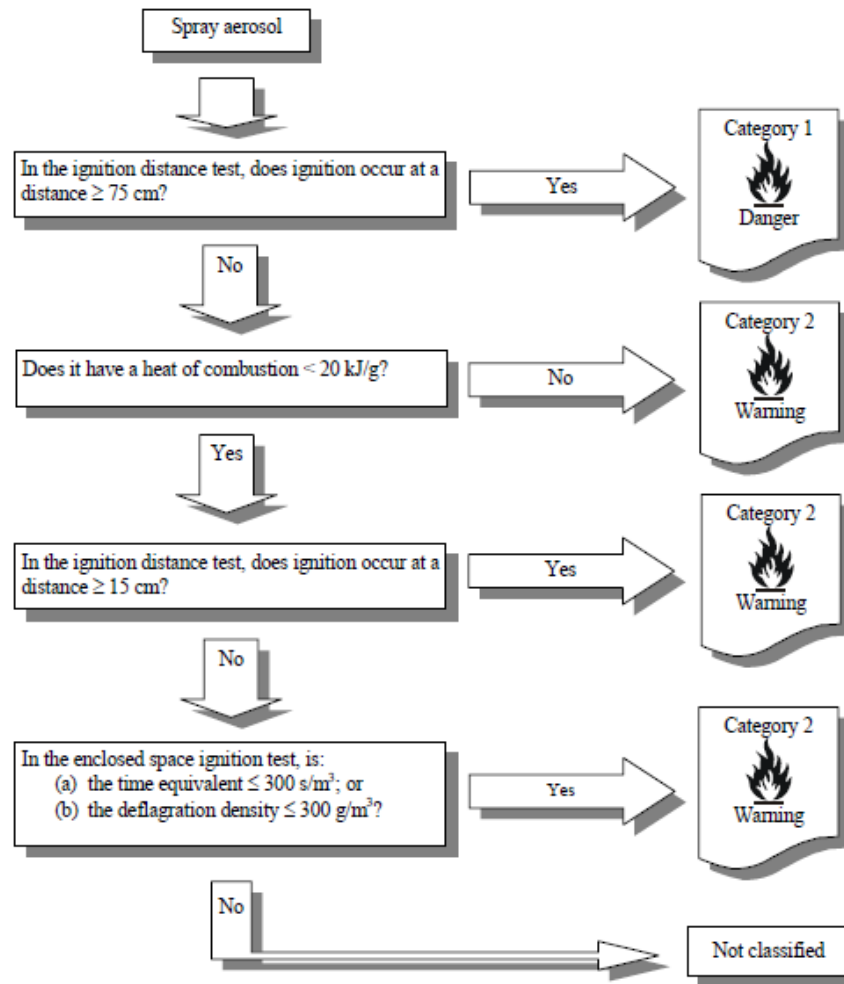 Spray aerosol
In the ignition distance test, does ignition occur at a
distance ≥ 75 cm?
Yes
Category 1
Danger
No
Does it have a heat of combustion < 20 kJ/g?
No
Category 2
Warning
Yes
In the ignition distance test, does ignition occur at a
distance ≥ 15 cm?
Yes
Category 2
Warning
No
In the enclosed space ignition test, is:
(a) the time equivalent ≤ 300 s/m³; or
(b) the deflagration density ≤ 300 g/m³?
Yes
Category 2
Warning
No
Not classified